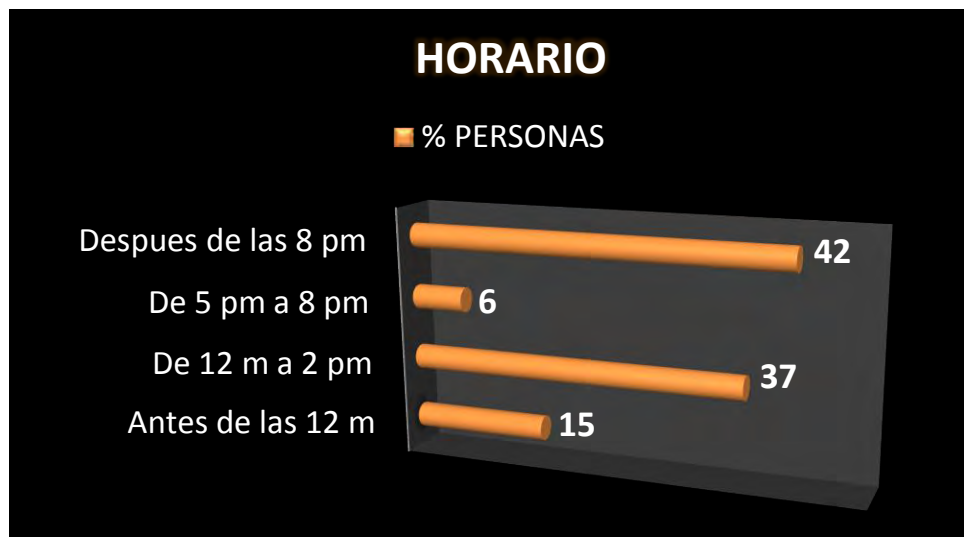 HORARIO
% PERSONAS
Despues de las 8 pm 42
De 5 pm a 8 pm 6
De 12 m a 2 pm 37
Antes de las 12 m 15